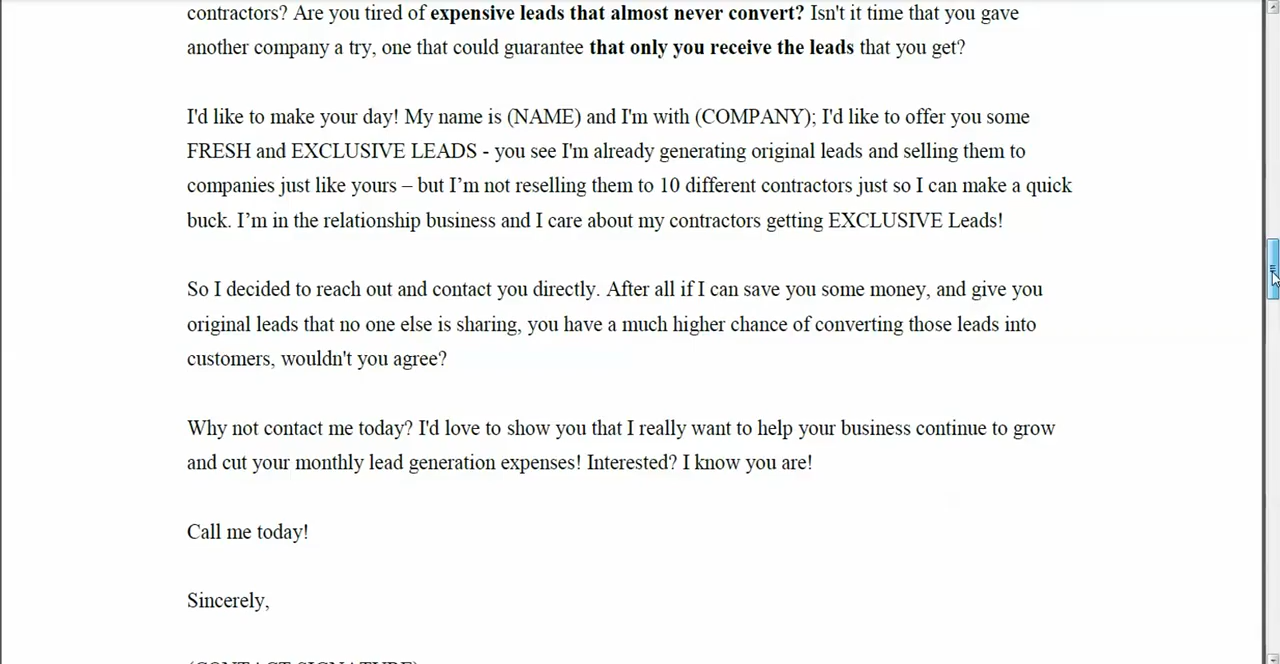 contractors? Are you tired of expensive leads that almost never convert? Isn't it time that you gave
another company a try, one that could guarantee that only you receive the leads that you get?
I'd like to make your day! My name is (NAME) and I'm with (COMPANY); I'd like to offer you some
FRESH and EXCLUSIVE LEADS - you see I'm already generating original leads and selling them to
companies just like yours – but I’m not reselling them to 10 different contractors just so I can make a quick
buck. I’m in the relationship business and I care about my contractors getting EXCLUSIVE Leads!
So I decided to reach out and contact you directly. After all if I can save you some money, and give you
original leads that no one else is sharing, you have a much higher chance of converting those leads into
customers, wouldn't you agree?
Why not contact me today? I'd love to show you that I really want to help your business continue to grow
and cut your monthly lead generation expenses! Interested? I know you are!
Call me today!
Sincerely,
(CONTACT SIGNATURE)